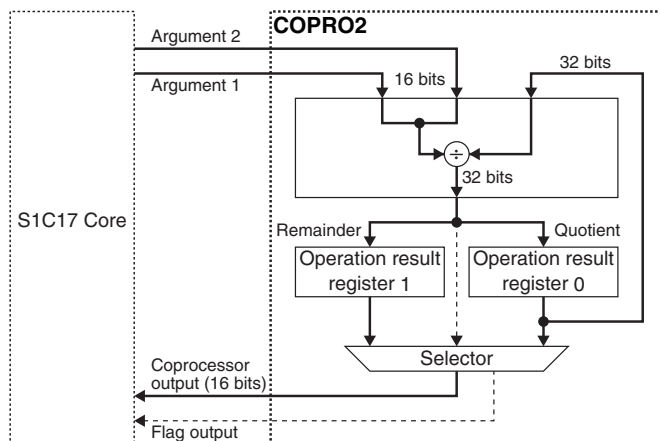 COPRO2
Argument 2
Argument 1
16 bits
32 bits
÷
32 bits
S1C17 Core
Remainder
Quotient
Operation result
register 1
Operation result
register 0
Selector
Coprocessor
output (16 bits)
Flag output